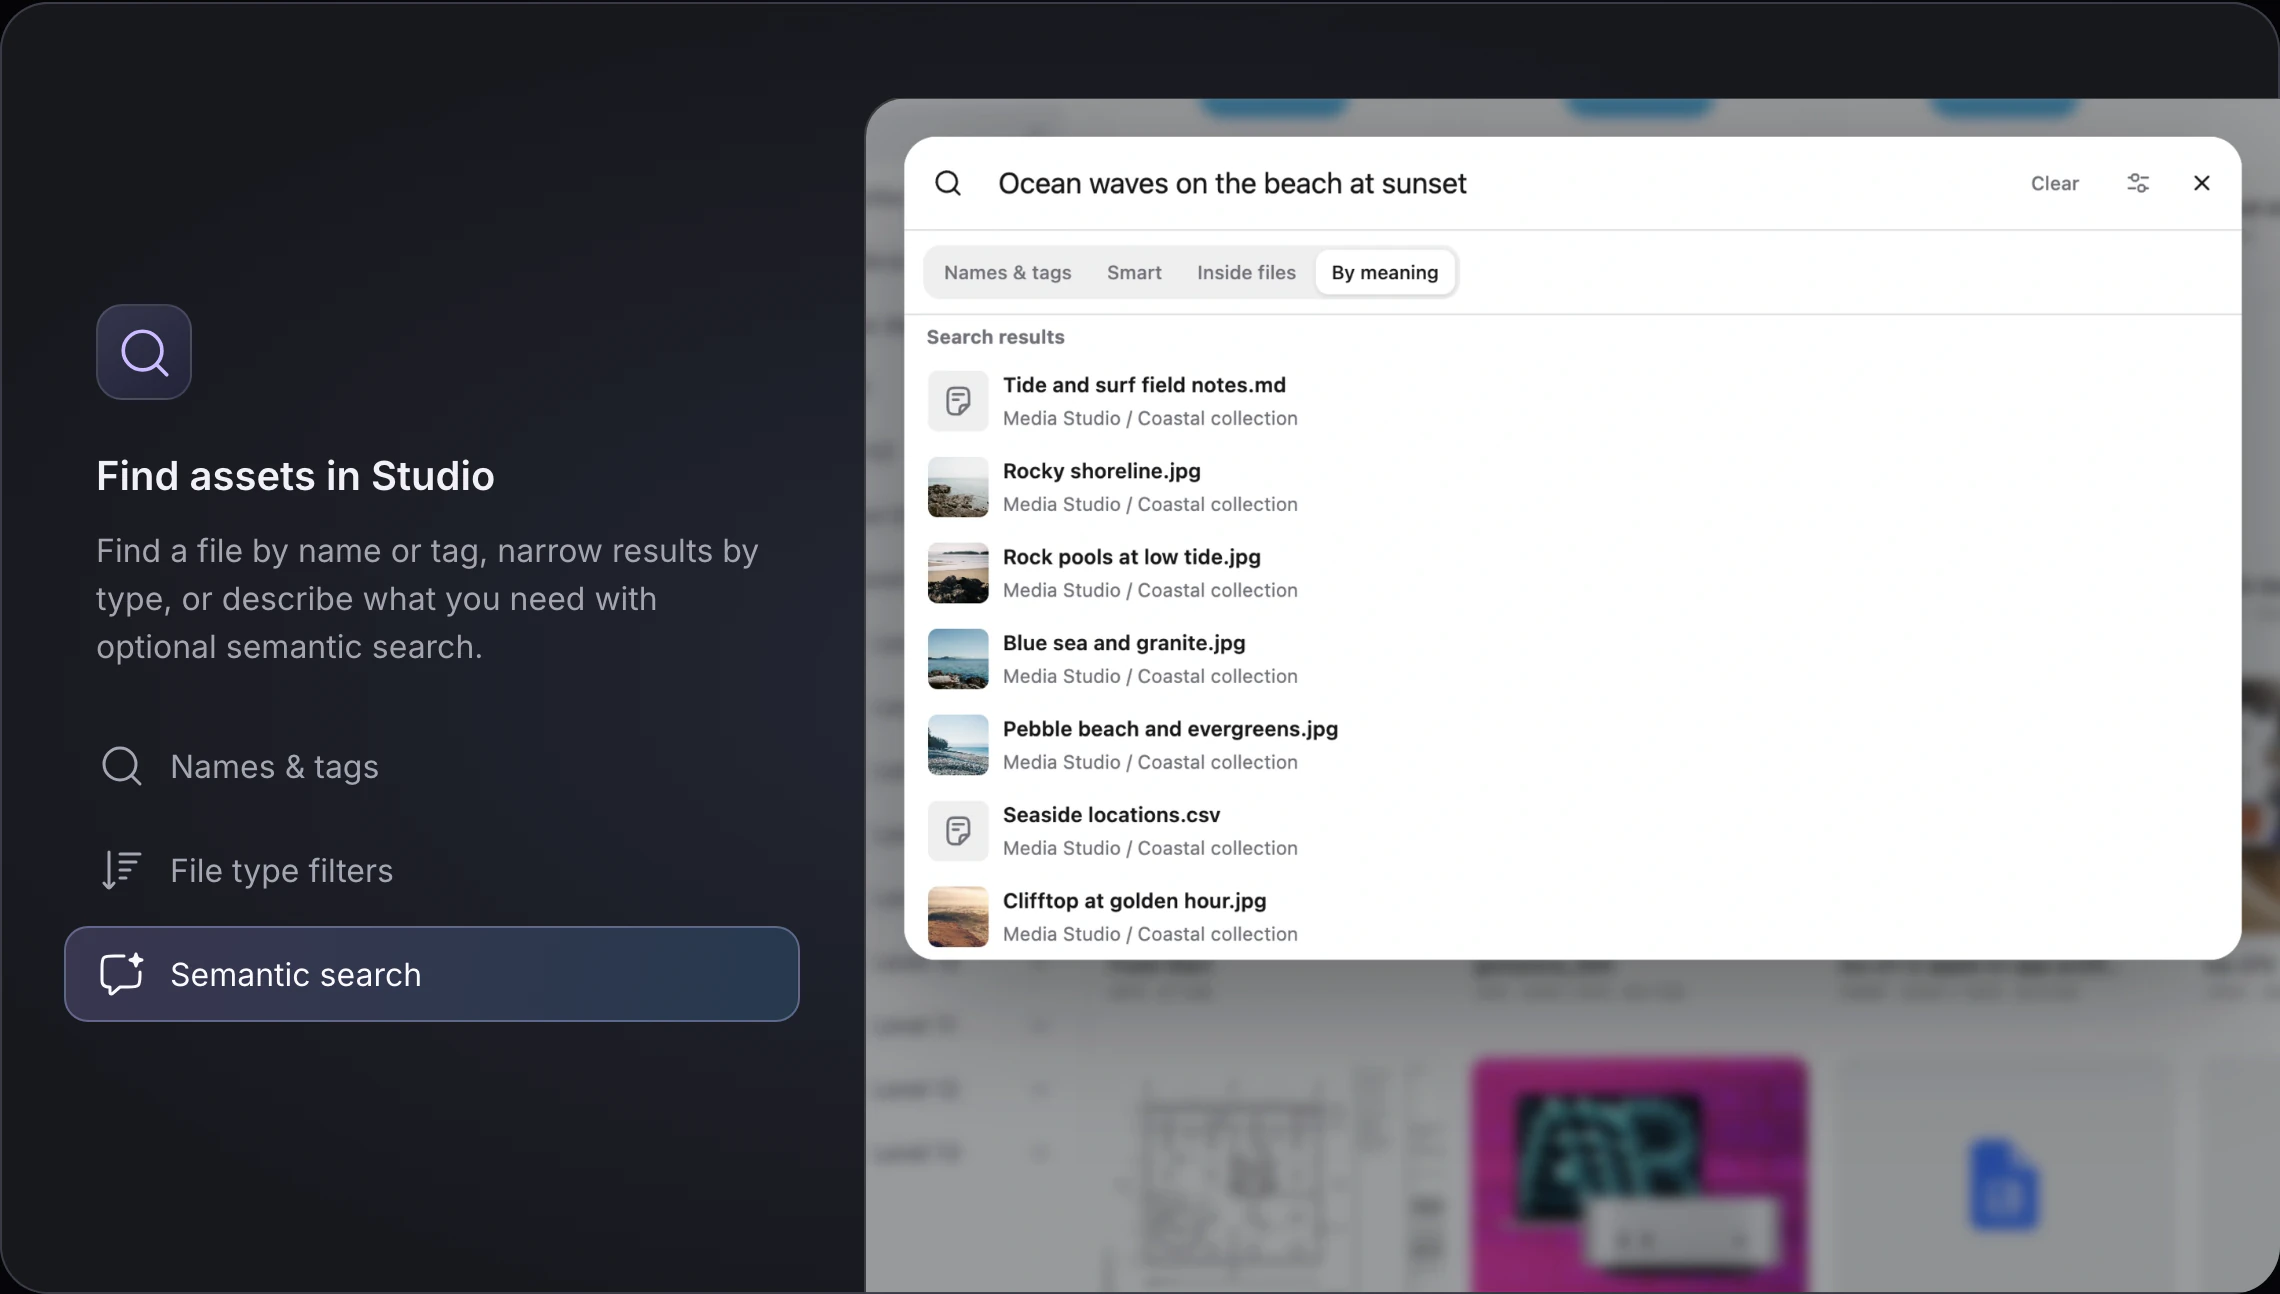 Find assets in Studio
Find a file by name or tag, narrow results by
type, or describe what you need with
optional semantic search.
Names & tags
File type filters
Semantic search
Ocean waves on the beach at sunset
Clear
Names & tags
Smart
Inside files
By meaning
Search results
Tide and surf field notes.md
Media Studio / Coastal collection
Rocky shoreline.jpg
Media Studio / Coastal collection
Rock pools at low tide.jpg
Media Studio / Coastal collection
Blue sea and granite.jpg
Media Studio / Coastal collection
Pebble beach and evergreens.jpg
Media Studio / Coastal collection
Seaside locations.csv
Media Studio / Coastal collection
Clifftop at golden hour.jpg
Media Studio / Coastal collection